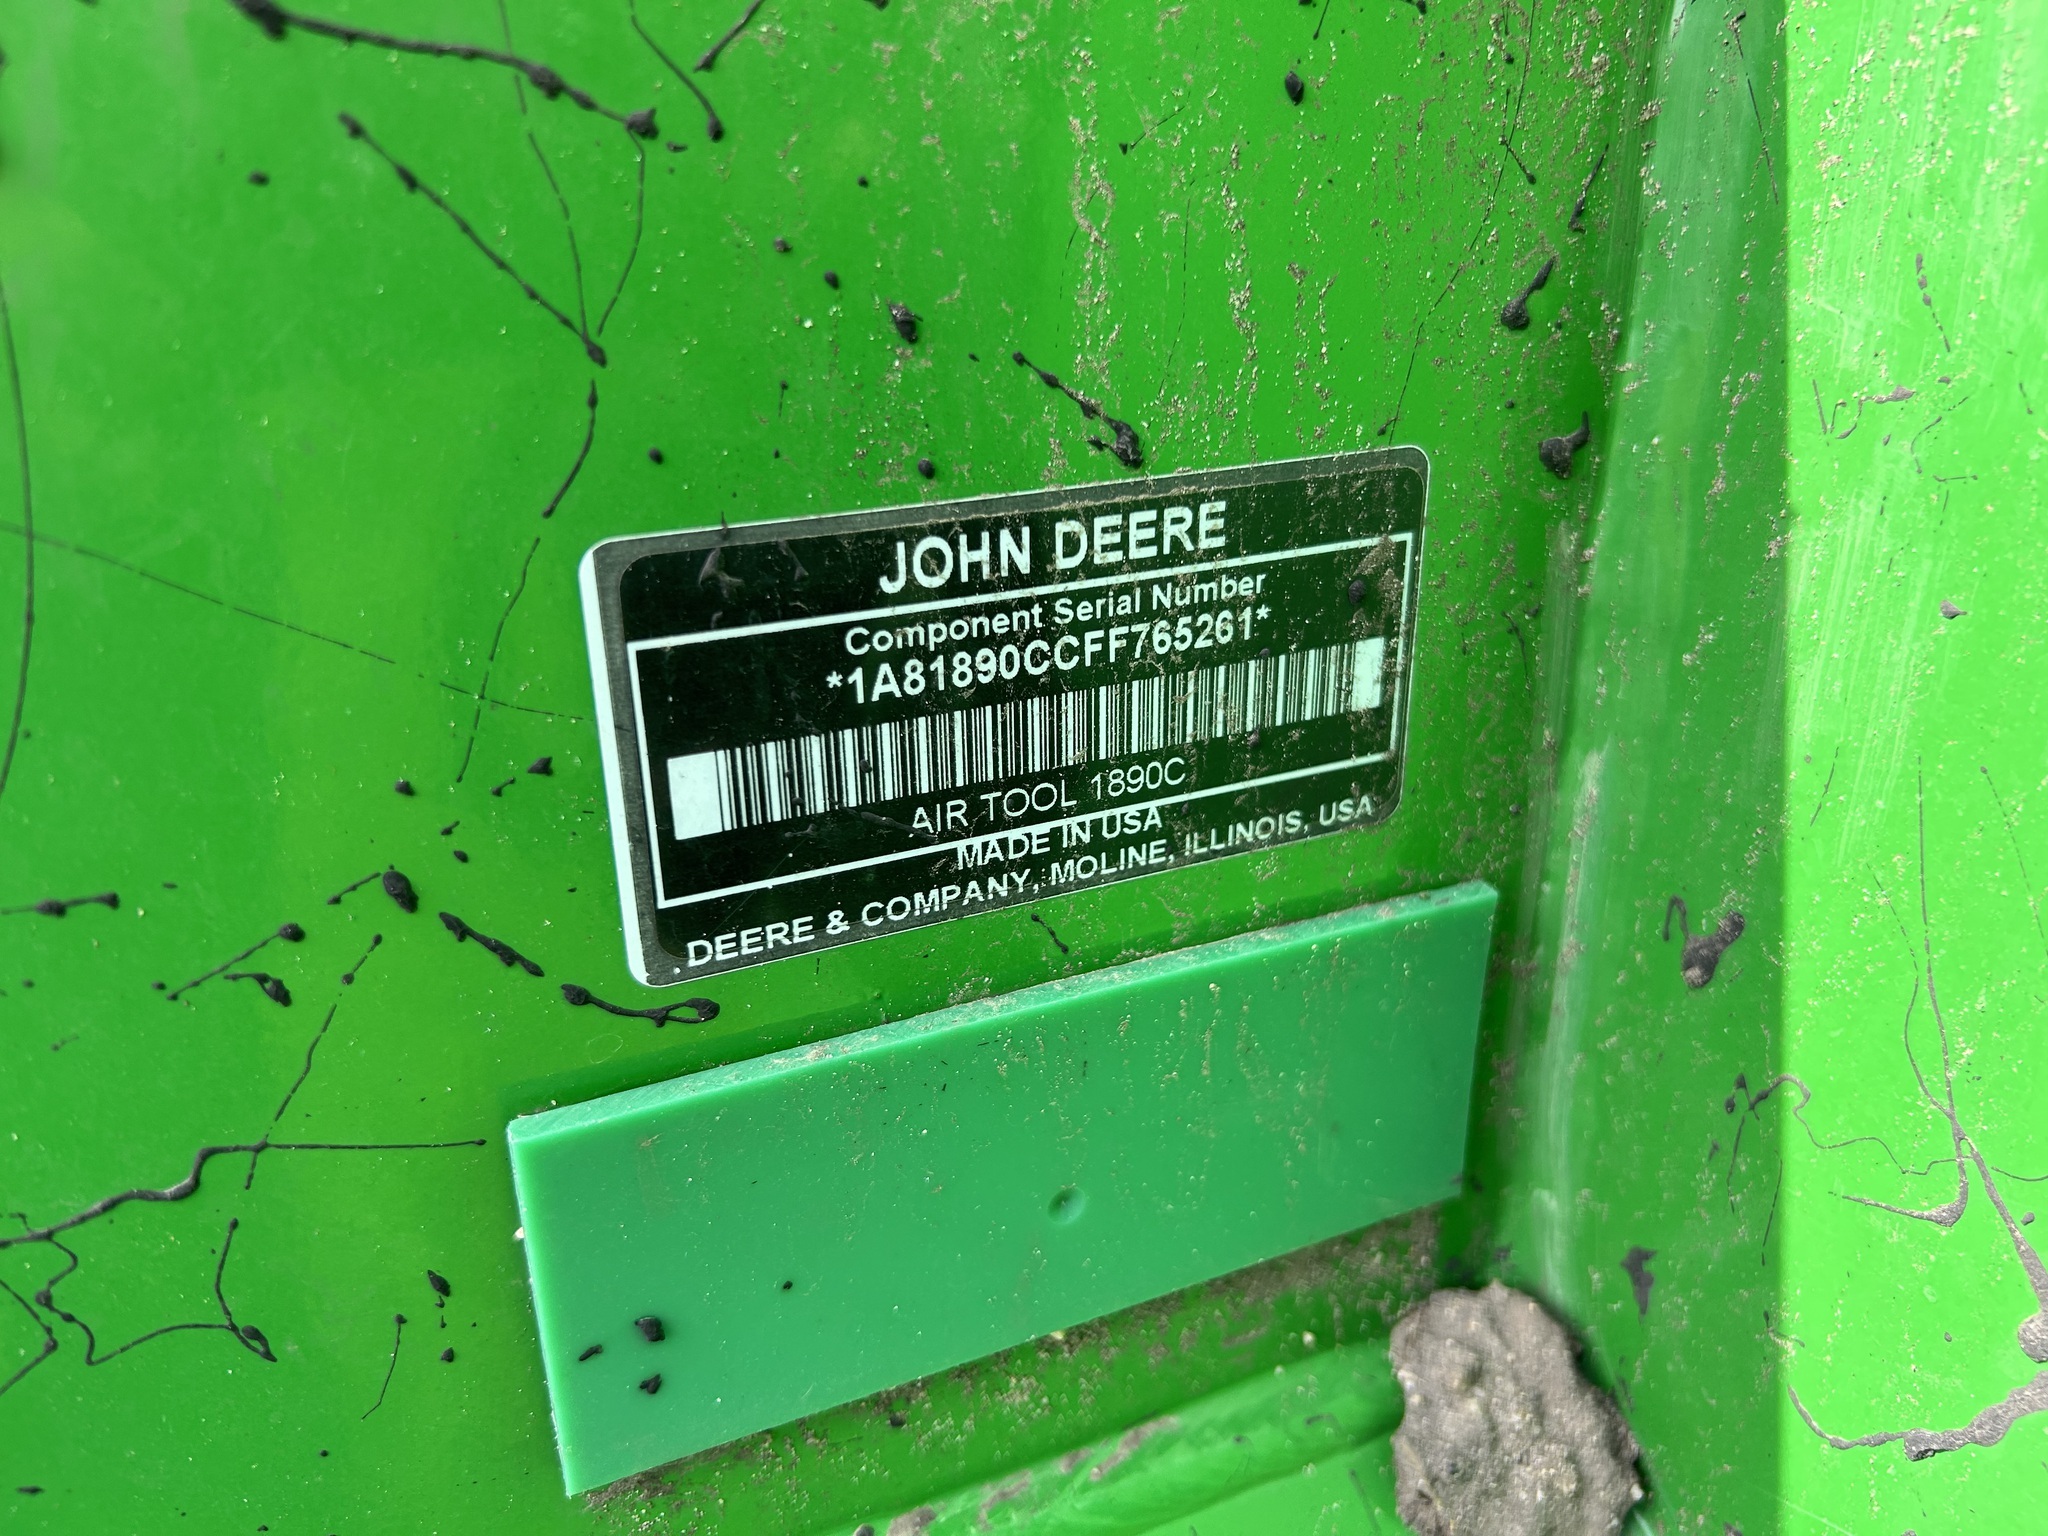 JOHN DEERE
Component Serial Number
*1A81890CCFF765261*
AIR TOOL 1890C
MADE IN USA
DEERE & COMPANY, MOLINE, ILLINOIS, USA